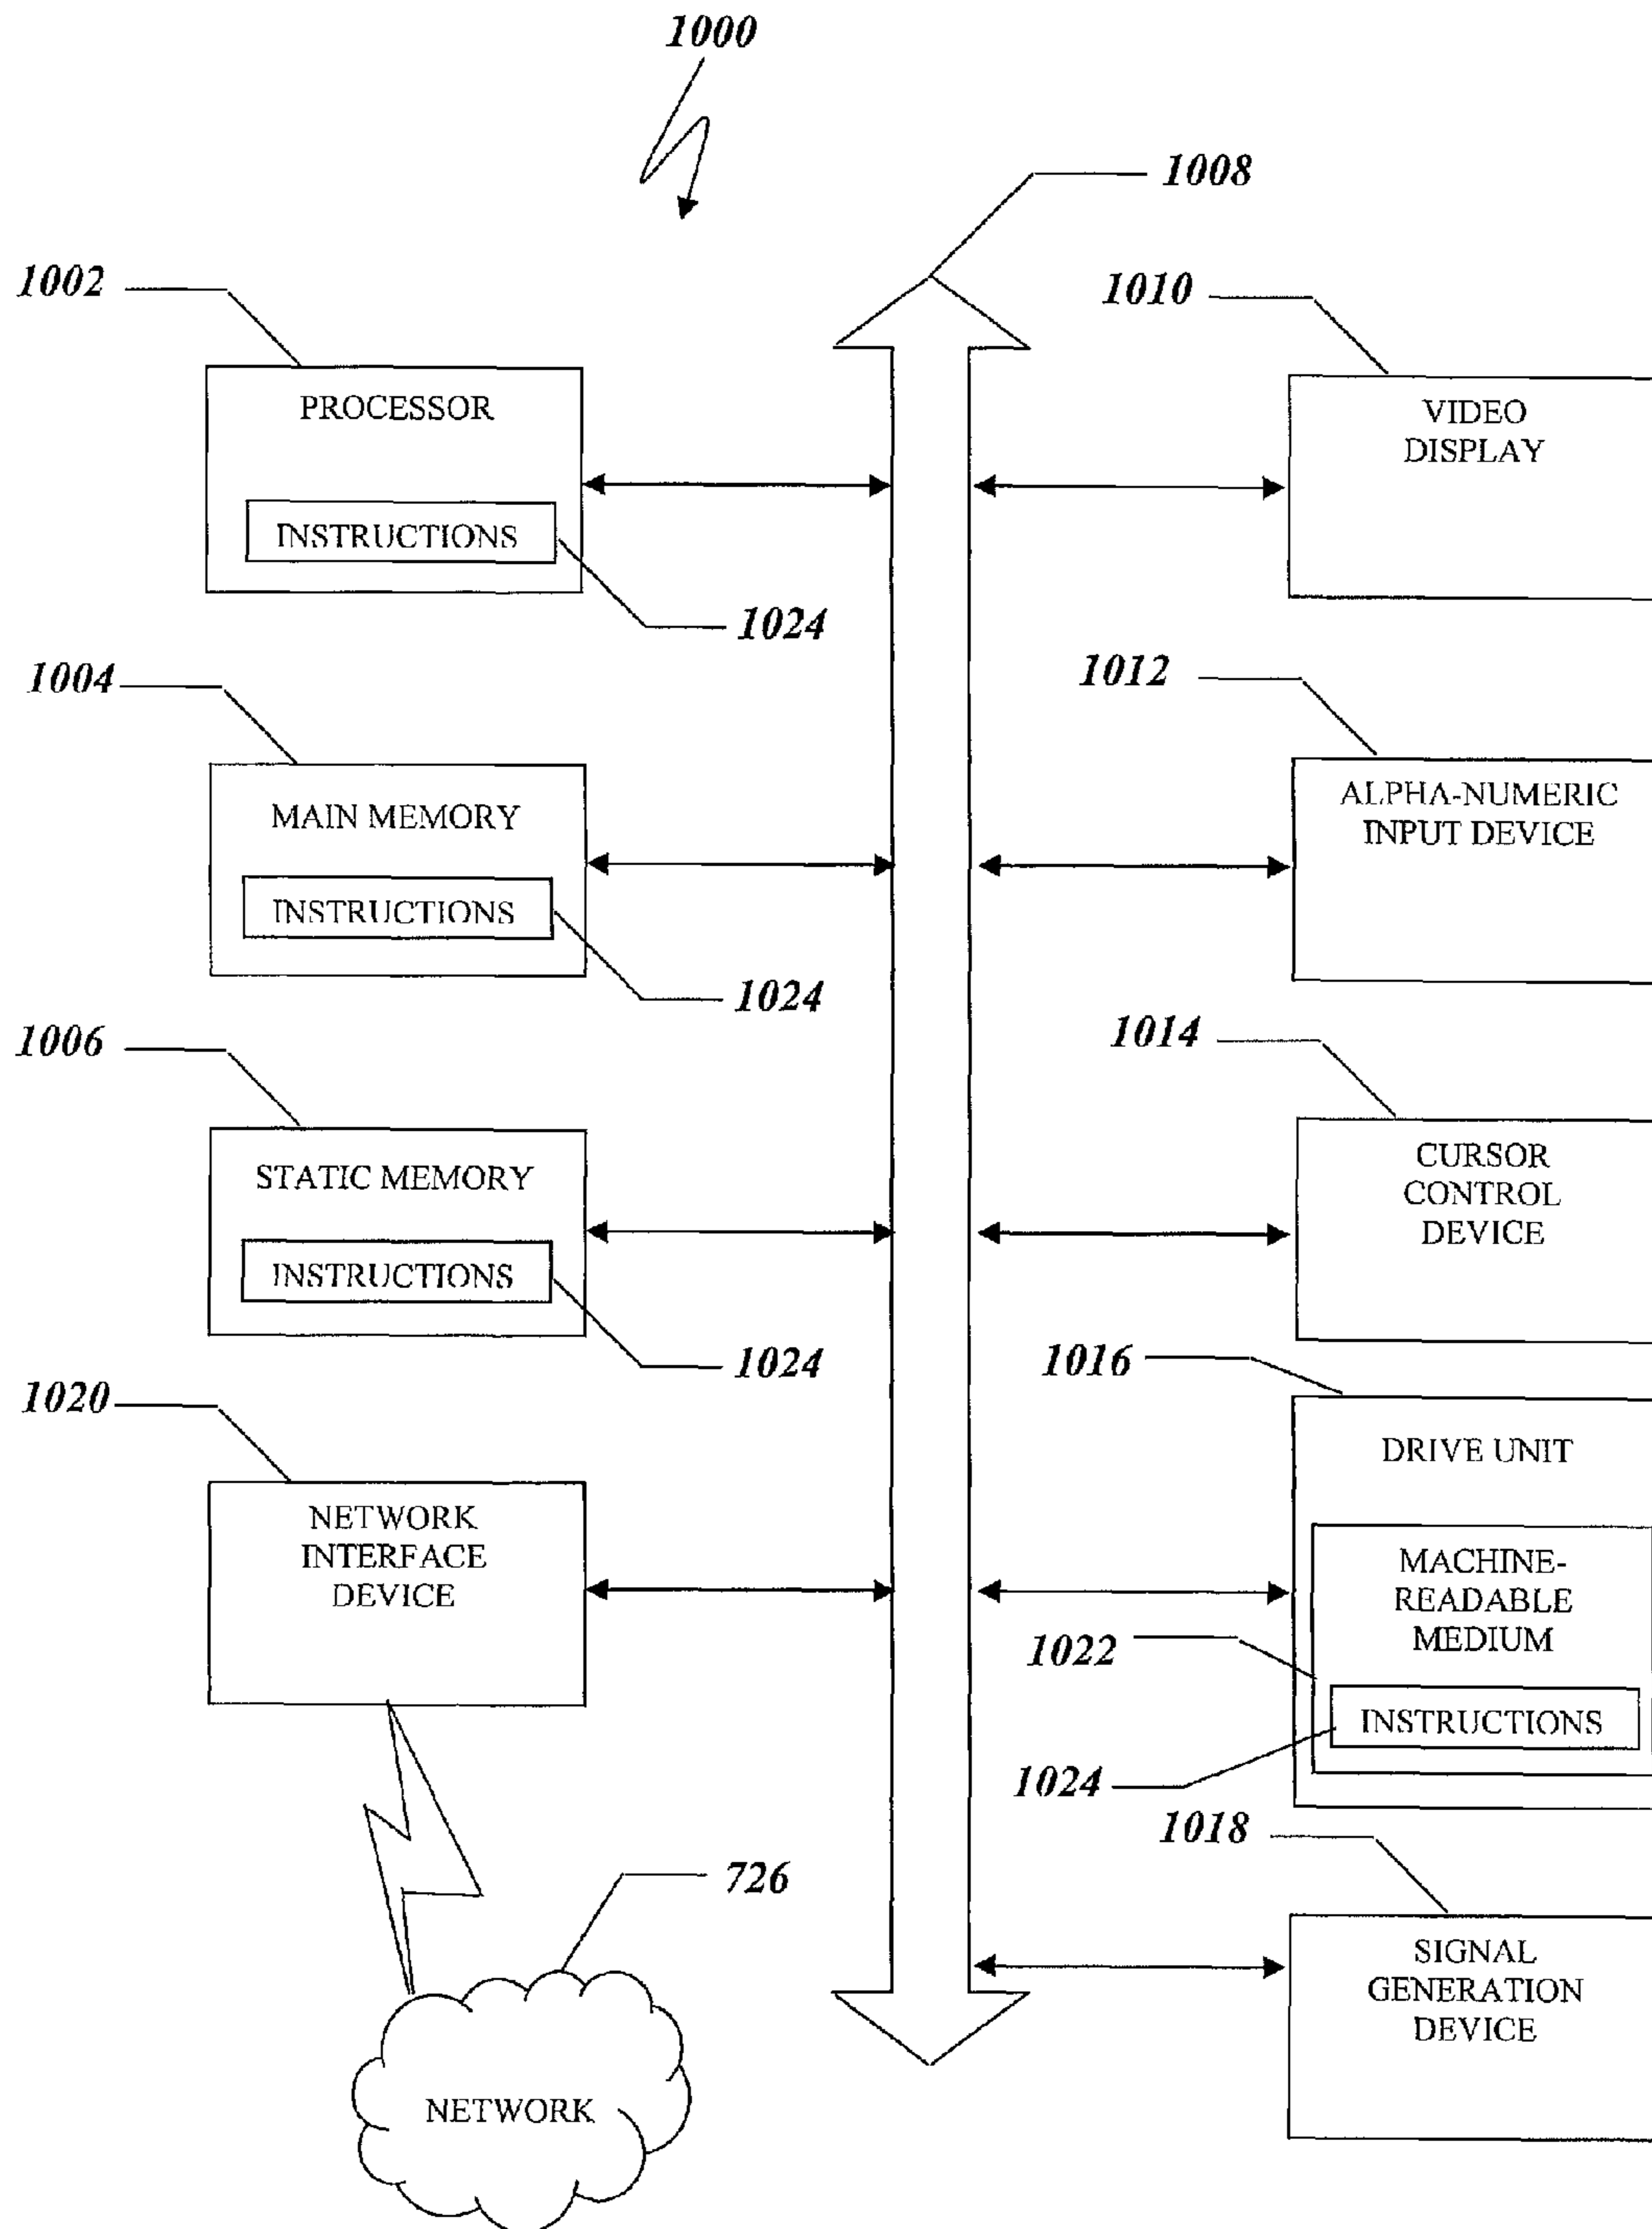 1000
1008
1002
1010
PROCESSOR
INSTRUCTIONS
1024
VIDEO
DISPLAY
1004
1012
MAIN MEMORY
INSTRUCTIONS
1024
ALPHA-NUMERIC
INPUT DEVICE
1006
1014
STATIC MEMORY
INSTRUCTIONS
1024
CURSOR
CONTROL
DEVICE
1020
1016
NETWORK
INTERFACE
DEVICE
DRIVE UNIT
MACHINE-
READABLE
MEDIUM
1022
INSTRUCTIONS
1024
1018
726
NETWORK
SIGNAL
GENERATION
DEVICE